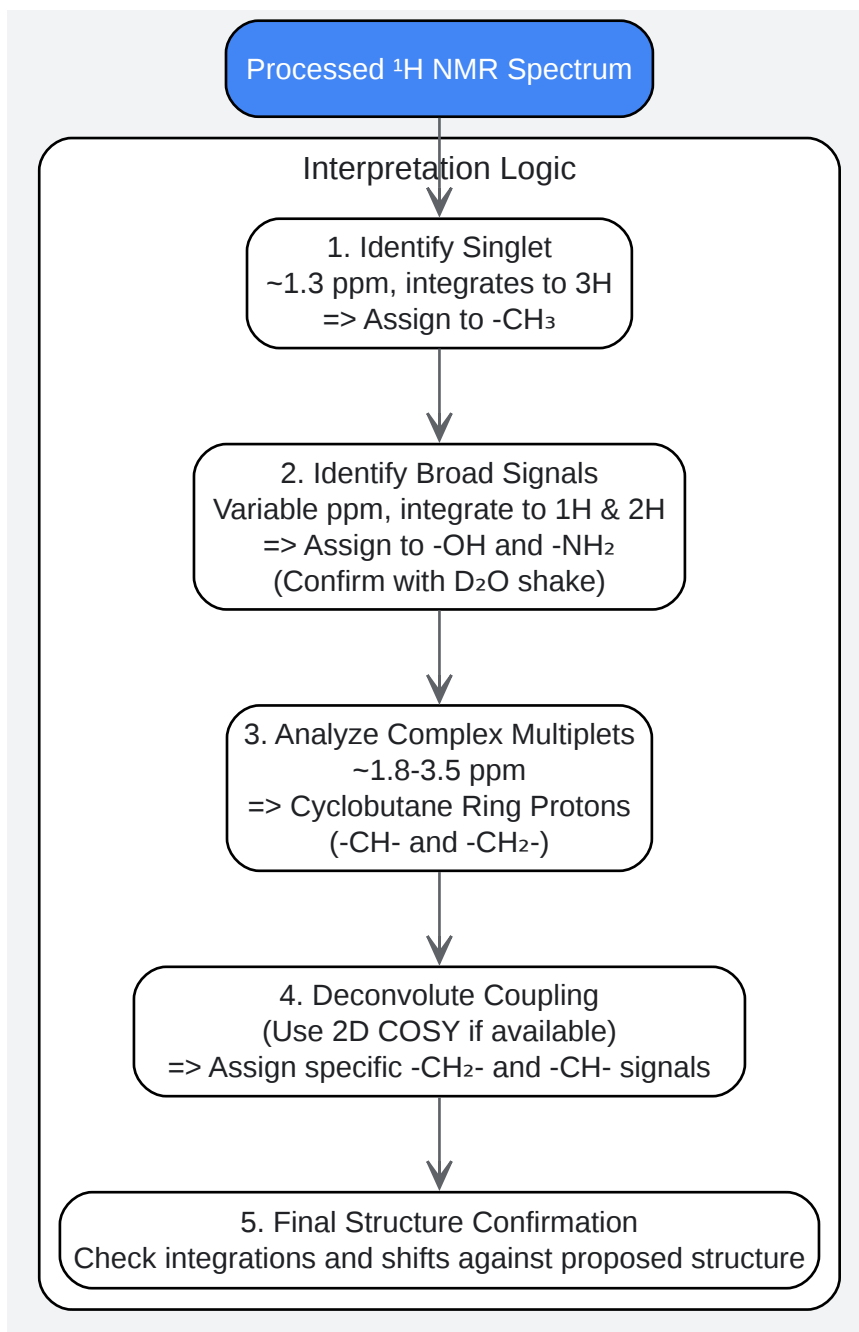 Processed ¹H NMR Spectrum
Interpretation Logic
1. Identify Singlet
~1.3 ppm, integrates to 3H
=> Assign to -CH₃
2. Identify Broad Signals
Variable ppm, integrate to 1H & 2H
=> Assign to -OH and -NH₂
(Confirm with D₂O shake)
3. Analyze Complex Multiplets
~1.8-3.5 ppm
=> Cyclobutane Ring Protons
(-CH- and -CH₂-)
4. Deconvolute Coupling
(Use 2D COSY if available)
=> Assign specific -CH₂- and -CH- signals
5. Final Structure Confirmation
Check integrations and shifts against proposed structure